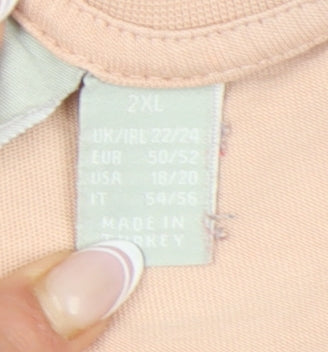 2XL
UK/IRL 22/24
EUR 50/52
USA 18/20
IT 54/56
MADE IN
TURKEY